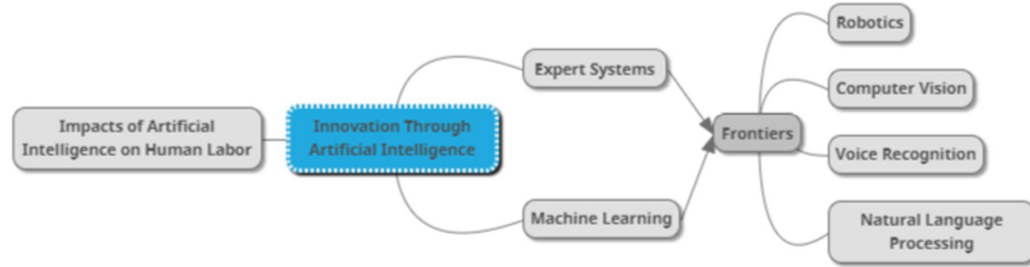 Impacts of Artificial
Intelligence on Human Labor
Innovation Through
Artificial Intelligence
Expert Systems
Machine Learning
Frontiers
Robotics
Computer Vision
Voice Recognition
Natural Language
Processing